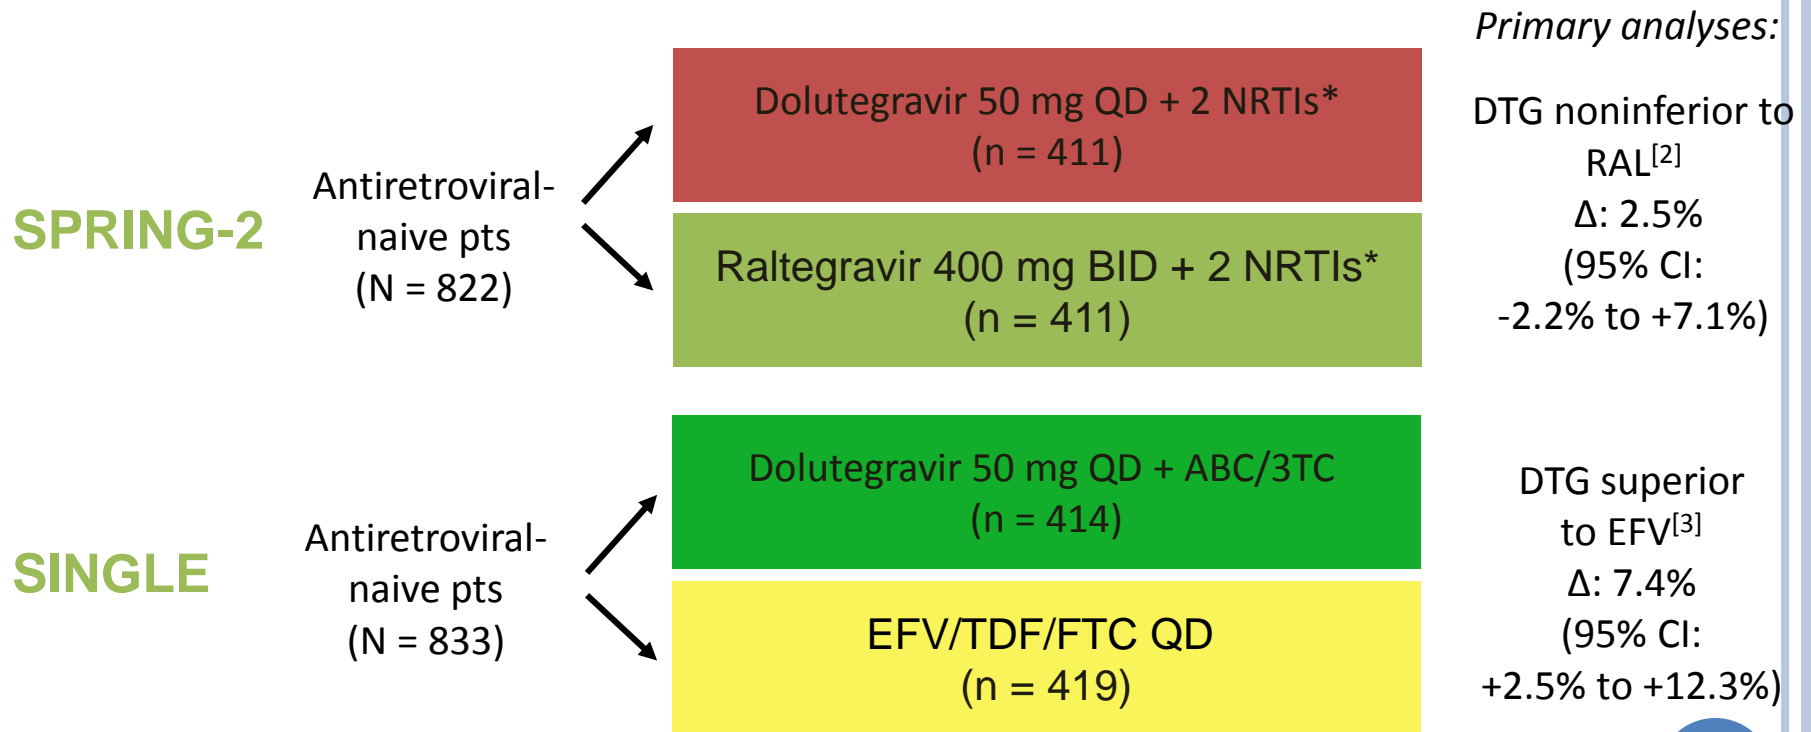 Primary analyses:
SPRING-2
Antiretroviral-
naive pts
(N = 822)
Dolutegravir 50 mg QD + 2 NRTIs*
(n = 411)
Raltegravir 400 mg BID + 2 NRTIs*
(n = 411)
DTG noninferior to
RAL[2]
Δ: 2.5%
(95% CI:
-2.2% to +7.1%)
SINGLE
Antiretroviral-
naive pts
(N = 833)
Dolutegravir 50 mg QD + ABC/3TC
(n = 414)
EFV/TDF/FTC QD
(n = 419)
DTG superior
to EFV[3]
Δ: 7.4%
(95% CI:
+2.5% to +12.3%)